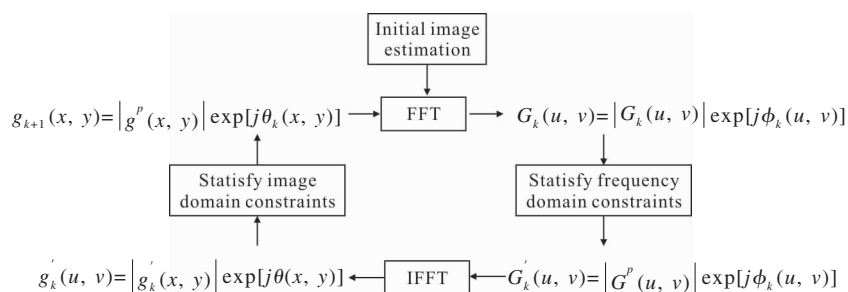 Initial image
estimation
g_{k+1}(x, y)=|g^p(x, y)|exp[jθ_k(x, y)]
FFT
G_k(u, v)=|G_k(u, v)|exp[jϕ_k(u, v)]
Statisfy image
domain constraints
Statisfy frequency
domain constraints
g'_k(u, v)=|g'_k(x, y)|exp[jθ(x, y)]
IFFT
G'_k(u, v)=|G^p(u, v)|exp[jϕ_k(u, v)]